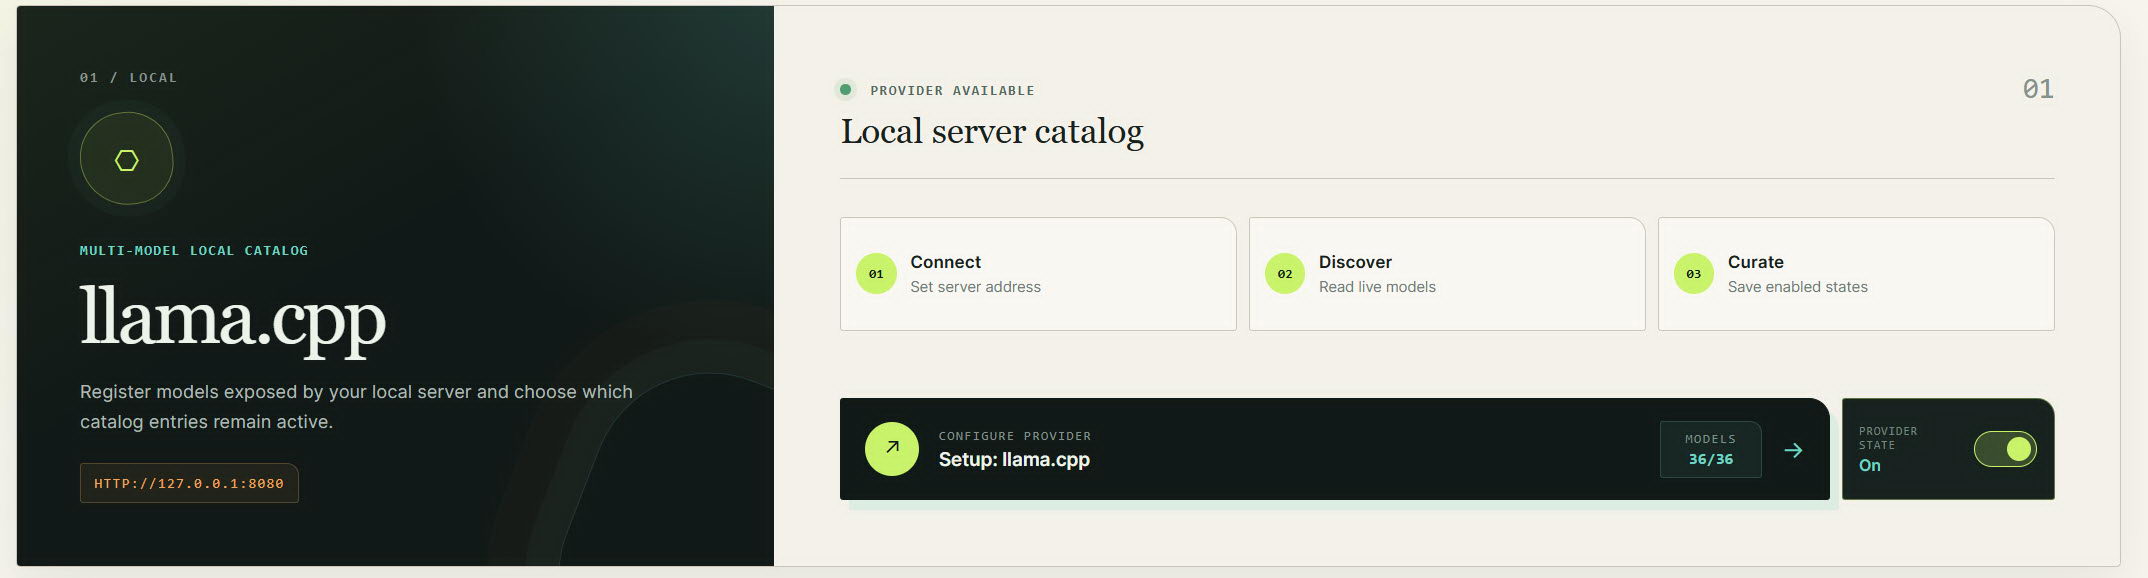 01 / LOCAL
MULTI-MODEL LOCAL CATALOG
llama.cpp
Register models exposed by your local server and choose which
catalog entries remain active.
HTTP://127.0.0.1:8080
PROVIDER AVAILABLE
01
Local server catalog
01
Connect
Set server address
02
Discover
Read live models
03
Curate
Save enabled states
CONFIGURE PROVIDER
Setup: llama.cpp
MODELS
36/36
PROVIDER
STATE
On